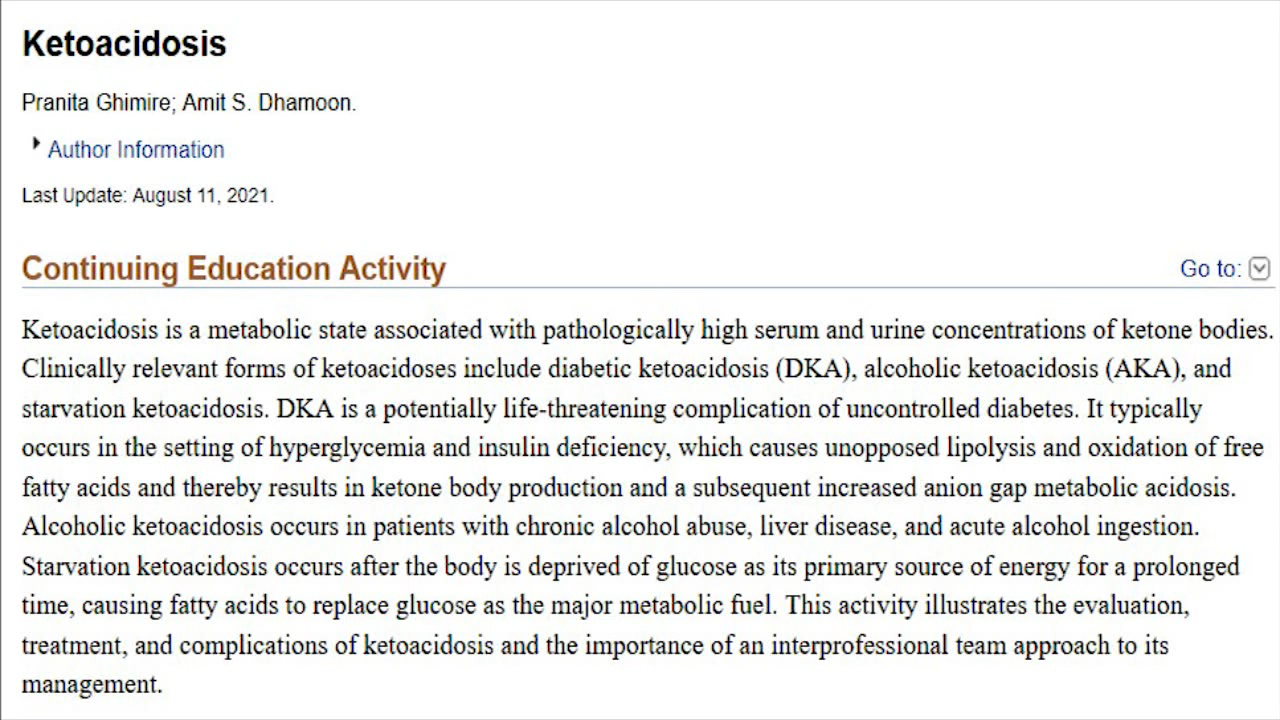 Ketoacidosis
Pranita Ghimire; Amit S. Dhamoon.
Author Information
Last Update: August 11, 2021.
Continuing Education Activity
Go to:
Ketoacidosis is a metabolic state associated with pathologically high serum and urine concentrations of ketone bodies.
Clinically relevant forms of ketoacidoses include diabetic ketoacidosis (DKA), alcoholic ketoacidosis (AKA), and
starvation ketoacidosis. DKA is a potentially life-threatening complication of uncontrolled diabetes. It typically
occurs in the setting of hyperglycemia and insulin deficiency, which causes unopposed lipolysis and oxidation of free
fatty acids and thereby results in ketone body production and a subsequent increased anion gap metabolic acidosis.
Alcoholic ketoacidosis occurs in patients with chronic alcohol abuse, liver disease, and acute alcohol ingestion.
Starvation ketoacidosis occurs after the body is deprived of glucose as its primary source of energy for a prolonged
time, causing fatty acids to replace glucose as the major metabolic fuel. This activity illustrates the evaluation,
treatment, and complications of ketoacidosis and the importance of an interprofessional team approach to its
management.